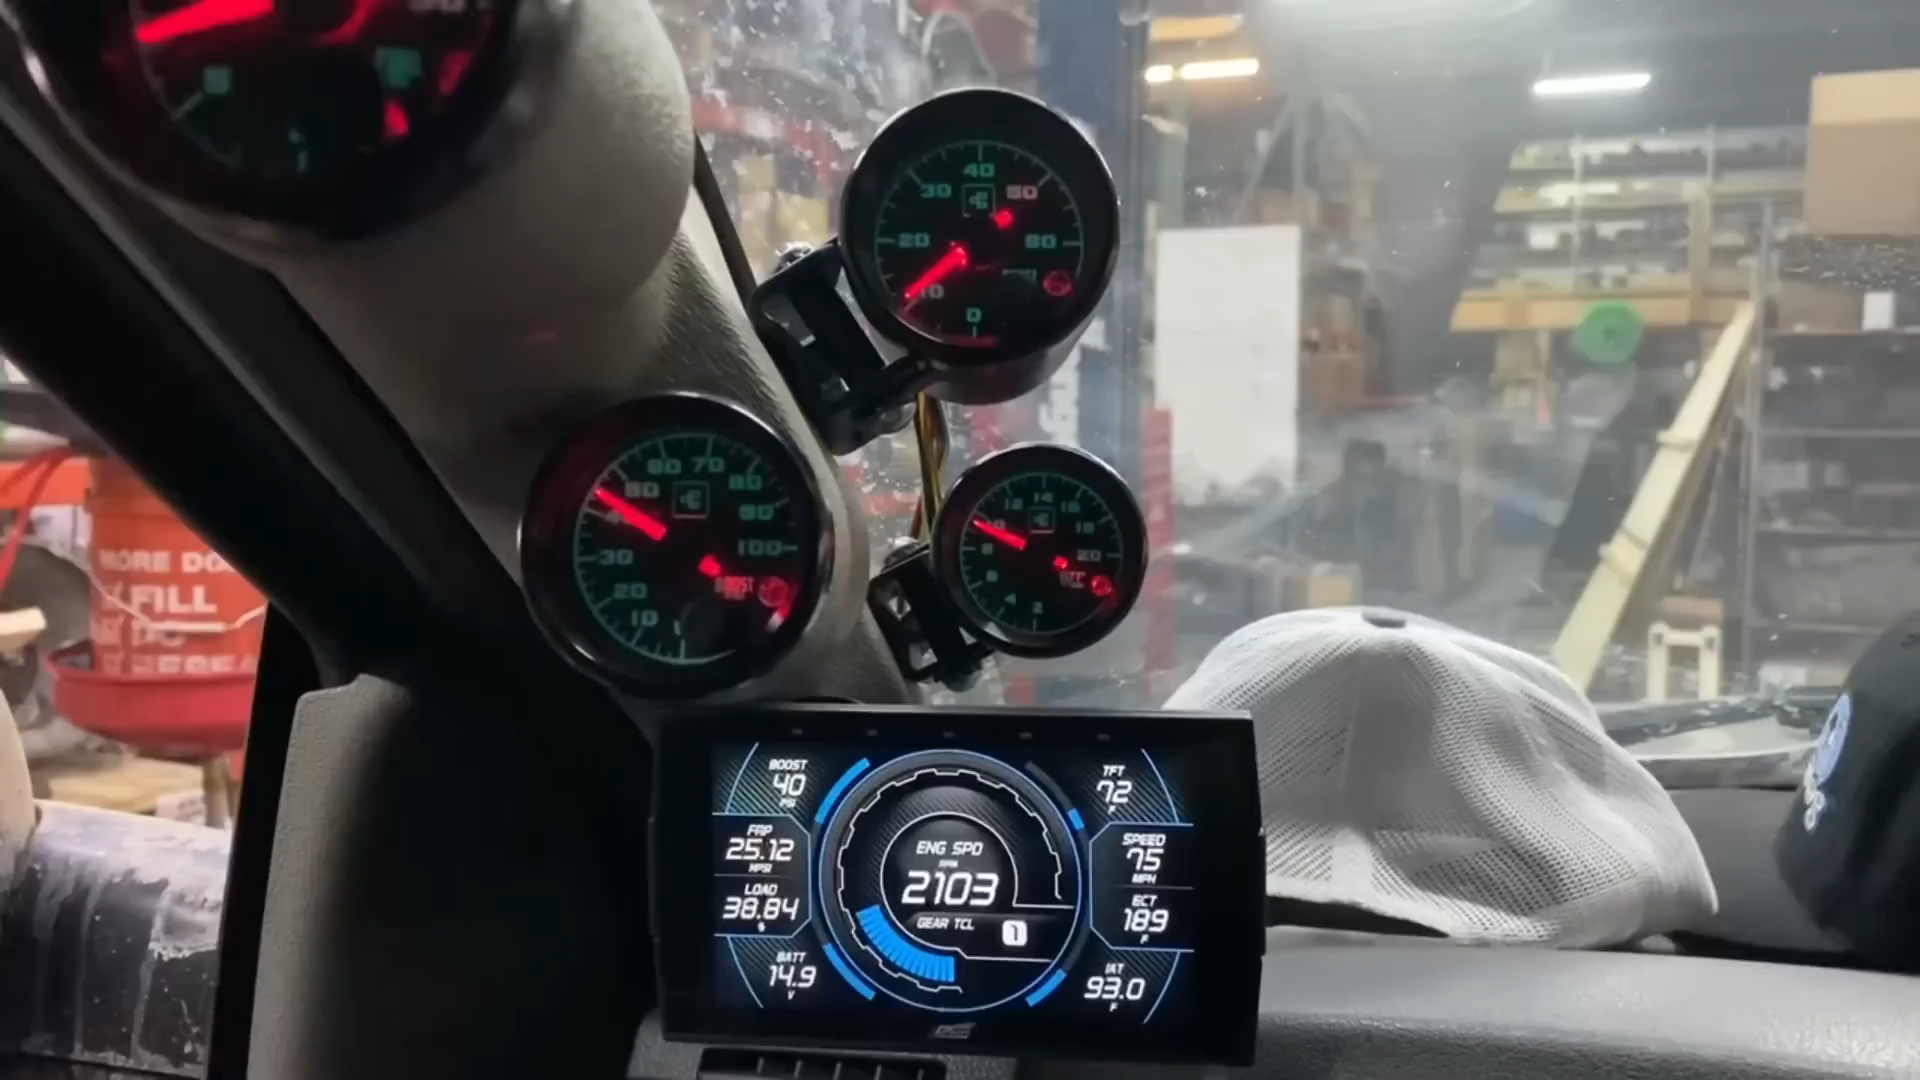 40
30
50
20
60
10
0
60 70
50
80
90
100
30
20
10
BOOST
14
12
16
10
18
8
20
6
4
2
MORE DO
FILL
BOOST
40
PSI
FRP
25.12
MPSI
LOAD
38.84
%
BATT
14.9
V
ENG SPD
RPM
2103
GEAR TCL
1
TFT
72
F
SPEED
75
MPH
ECT
189
F
IAT
93.0
F